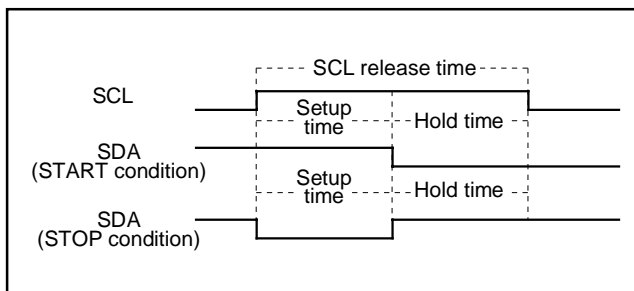 SCL release time
SCL
Setup
time
Hold time
SDA
(START condition)
Setup
time
Hold time
SDA
(STOP condition)